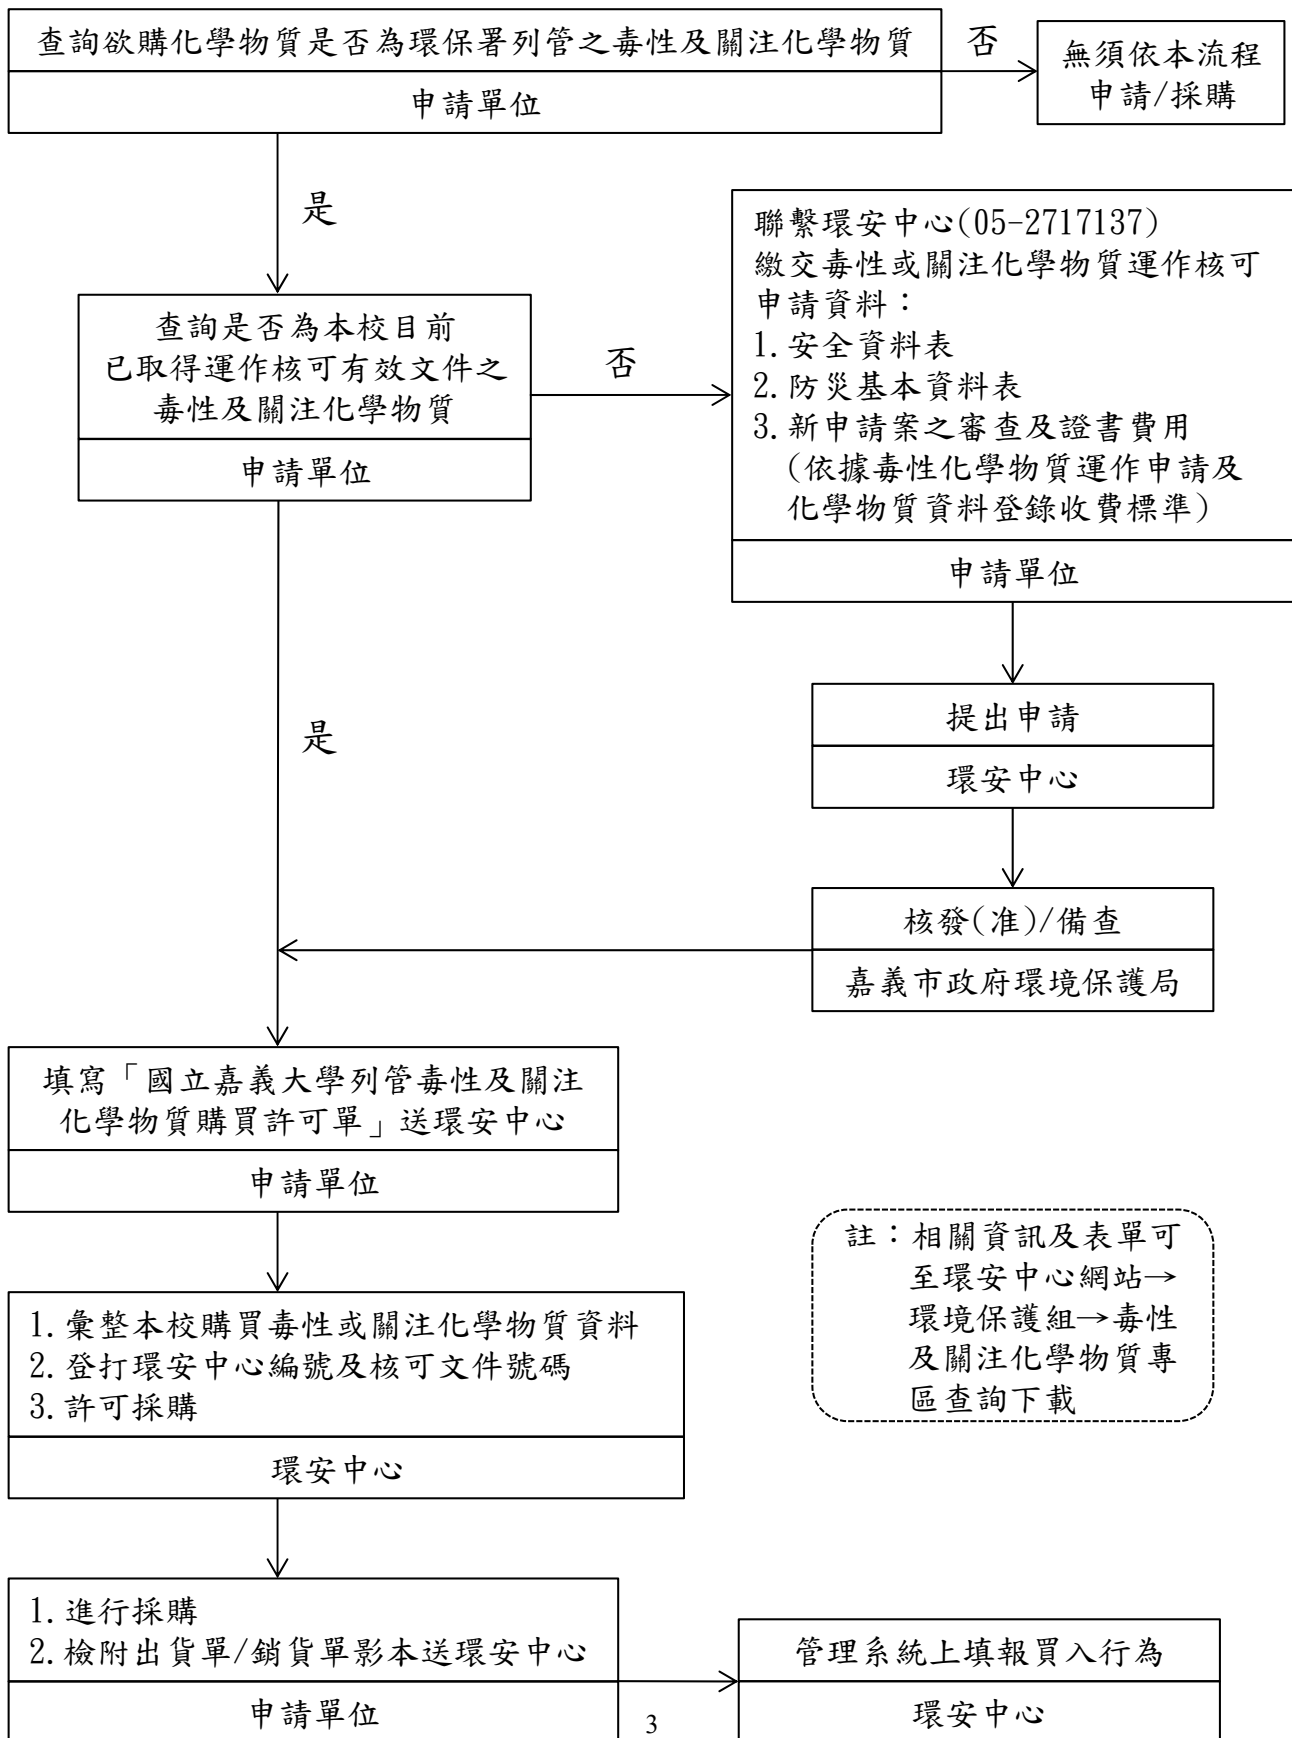 查詢欲購化學物質是否為環保署列管之毒性及關注化學物質
申請單位
否
無須依本流程
申請/採購
是
查詢是否為本校目前
已取得運作核可有效文件之
毒性及關注化學物質
申請單位
否
聯繫環安中心(05-2717137)
繳交毒性或關注化學物質運作核可
申請資料：
1.安全資料表
2.防災基本資料表
3.新申請案之審查及證書費用
(依據毒性化學物質運作申請及
化學物質資料登錄收費標準)
申請單位
提出申請
環安中心
是
核發(准)/備查
嘉義市政府環境保護局
填寫「國立嘉義大學列管毒性及關注
化學物質購買許可單」送環安中心
申請單位
1.彙整本校購買毒性或關注化學物質資料
2.登打環安中心編號及核可文件號碼
3.許可採購
環安中心
註：相關資訊及表單可
至環安中心網站→
環境保護組→毒性
及關注化學物質專
區查詢下載
1.進行採購
2.檢附出貨單/銷貨單影本送環安中心
申請單位
管理系統上填報買入行為
環安中心
3